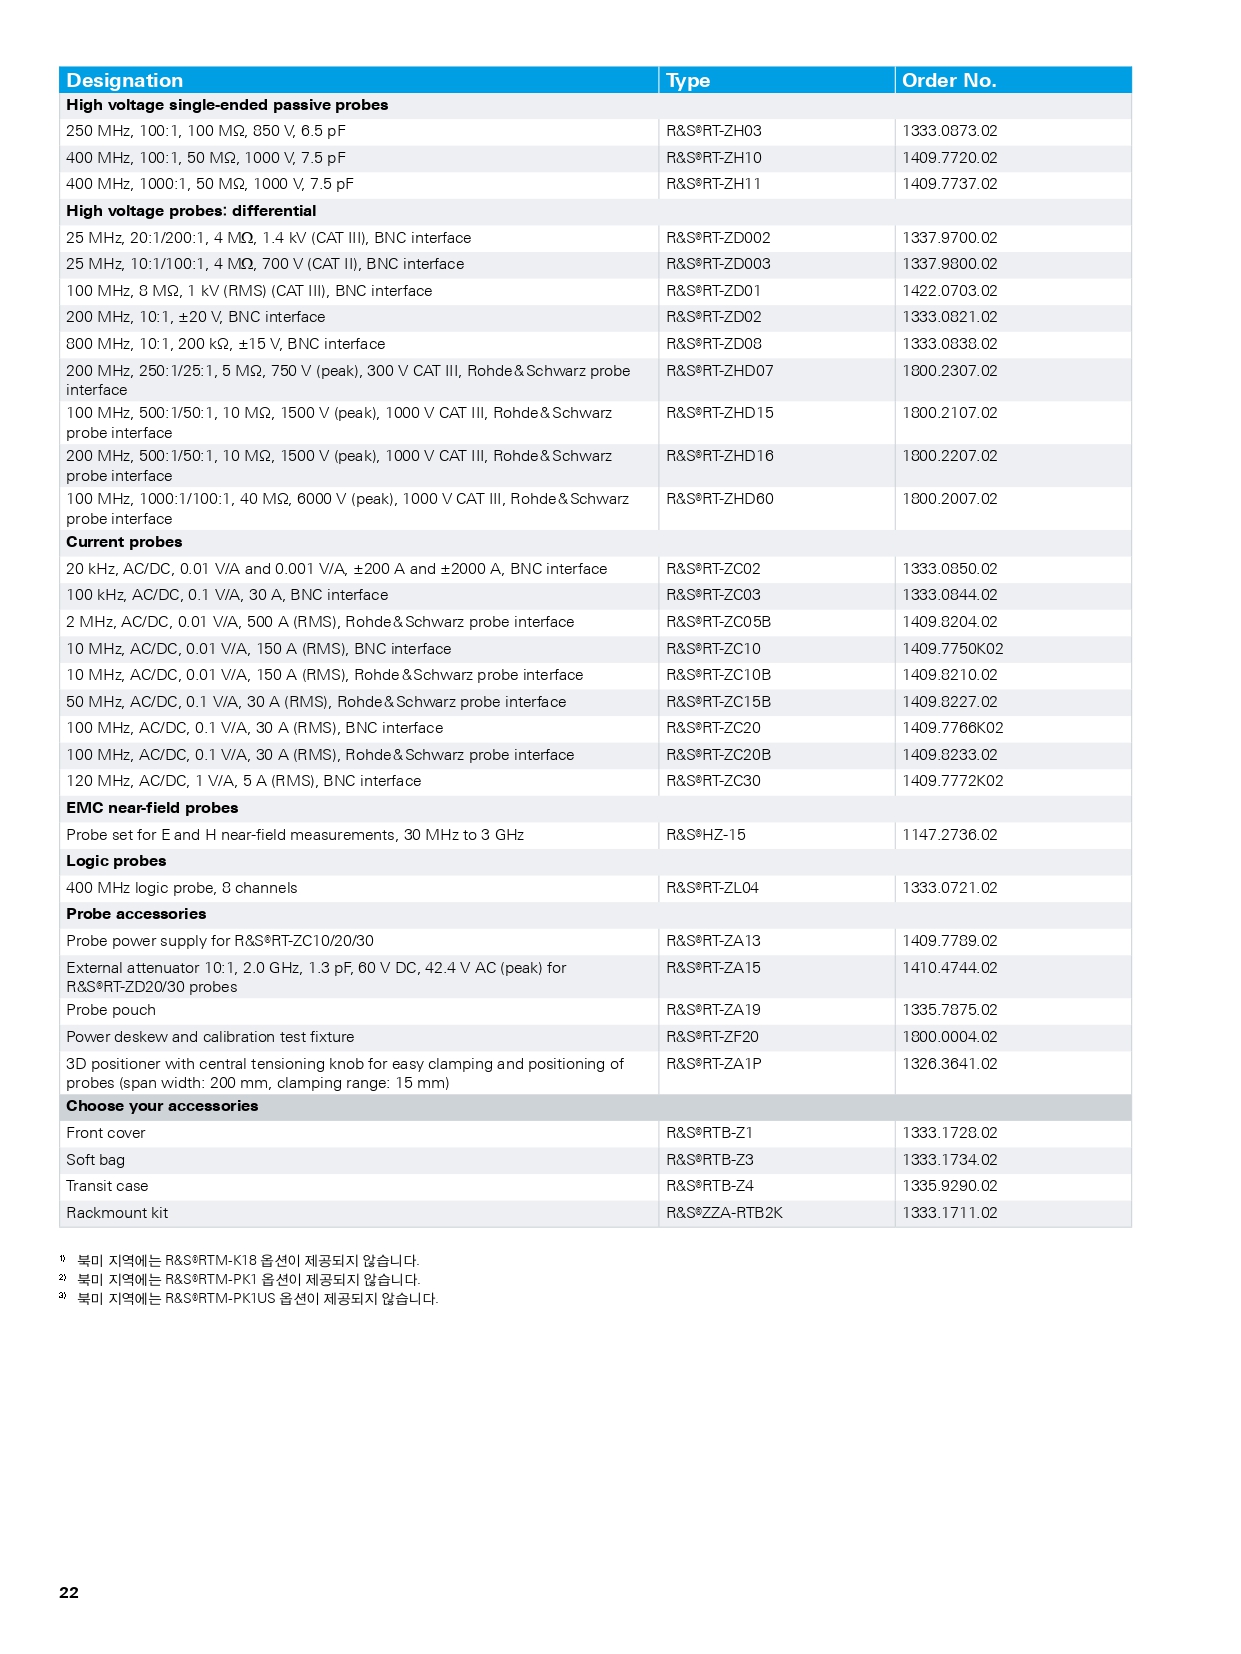 Designation Type Order No.
High voltage single-ended passive probes
250 MHz, 100:1, 100 MΩ, 850 V, 6.5 pF R&S®RT-ZH03 1333.0873.02
400 MHz, 100:1, 50 MΩ, 1000 V, 7.5 pF R&S®RT-ZH10 1409.7720.02
400 MHz, 1000:1, 50 MΩ, 1000 V, 7.5 pF R&S®RT-ZH11 1409.7737.02
High voltage probes: differential
25 MHz, 20:1/200:1, 4 MΩ, 1.4 kV (CAT III), BNC interface R&S®RT-ZD002 1337.9700.02
25 MHz, 10:1/100:1, 4 MΩ, 700 V (CAT II), BNC interface R&S®RT-ZD003 1337.9800.02
100 MHz, 8 MΩ, 1 kV (RMS) (CAT III), BNC interface R&S®RT-ZD01 1422.0703.02
200 MHz, 10:1, ±20 V, BNC interface R&S®RT-ZD02 1333.0821.02
800 MHz, 10:1, 200 kΩ, ±15 V, BNC interface R&S®RT-ZD08 1333.0838.02
200 MHz, 250:1/25:1, 5 MΩ, 750 V (peak), 300 V CAT III, Rohde & Schwarz probe R&S®RT-ZHD07 1800.2307.02
interface
100 MHz, 500:1/50:1, 10 MΩ, 1500 V (peak), 1000 V CAT III, Rohde & Schwarz R&S®RT-ZHD15 1800.2107.02
probe interface
200 MHz, 500:1/50:1, 10 MΩ, 1500 V (peak), 1000 V CAT III, Rohde & Schwarz R&S®RT-ZHD16 1800.2207.02
probe interface
100 MHz, 1000:1/100:1, 40 MΩ, 6000 V (peak), 1000 V CAT III, Rohde & Schwarz R&S®RT-ZHD60 1800.2007.02
probe interface
Current probes
20 kHz, AC/DC, 0.01 V/A and 0.001 V/A, ±200 A and ±2000 A, BNC interface R&S®RT-ZC02 1333.0850.02
100 kHz, AC/DC, 0.1 V/A, 30 A, BNC interface R&S®RT-ZC03 1333.0844.02
2 MHz, AC/DC, 0.01 V/A, 500 A (RMS), Rohde & Schwarz probe interface R&S®RT-ZC05B 1409.8204.02
10 MHz, AC/DC, 0.01 V/A, 150 A (RMS), BNC interface R&S®RT-ZC10 1409.7750K02
10 MHz, AC/DC, 0.01 V/A, 150 A (RMS), Rohde & Schwarz probe interface R&S®RT-ZC10B 1409.8210.02
50 MHz, AC/DC, 0.1 V/A, 30 A (RMS), Rohde & Schwarz probe interface R&S®RT-ZC15B 1409.8227.02
100 MHz, AC/DC, 0.1 V/A, 30 A (RMS), BNC interface R&S®RT-ZC20 1409.7766K02
100 MHz, AC/DC, 0.1 V/A, 30 A (RMS), Rohde & Schwarz probe interface R&S®RT-ZC20B 1409.8233.02
120 MHz, AC/DC, 1 V/A, 5 A (RMS), BNC interface R&S®RT-ZC30 1409.7772K02
EMC near-field probes
Probe set for E and H near-field measurements, 30 MHz to 3 GHz R&S®HZ-15 1147.2736.02
Logic probes
400 MHz logic probe, 8 channels R&S®RT-ZL04 1333.0721.02
Probe accessories
Probe power supply for R&S®RT-ZC10/20/30 R&S®RT-ZA13 1409.7789.02
External attenuator 10:1, 2.0 GHz, 1.3 pF, 60 V DC, 42.4 V AC (peak) for R&S®RT-ZA15 1410.4744.02
R&S®RT-ZD20/30 probes
Probe pouch R&S®RT-ZA19 1335.7875.02
Power deskew and calibration test fixture R&S®RT-ZF20 1800.0004.02
3D positioner with central tensioning knob for easy clamping and positioning of R&S®RT-ZA1P 1326.3641.02
probes (span width: 200 mm, clamping range: 15 mm)
Choose your accessories
Front cover R&S®RTB-Z1 1333.1728.02
Soft bag R&S®RTB-Z3 1333.1734.02
Transit case R&S®RTB-Z4 1335.9290.02
Rackmount kit R&S®ZZA-RTB2K 1333.1711.02
1) 북미 지역에는 R&S®RTM-K18 옵션이 제공되지 않습니다.
2) 북미 지역에는 R&S®RTM-PK1 옵션이 제공되지 않습니다.
3) 북미 지역에는 R&S®RTM-PK1US 옵션이 제공되지 않습니다.
22